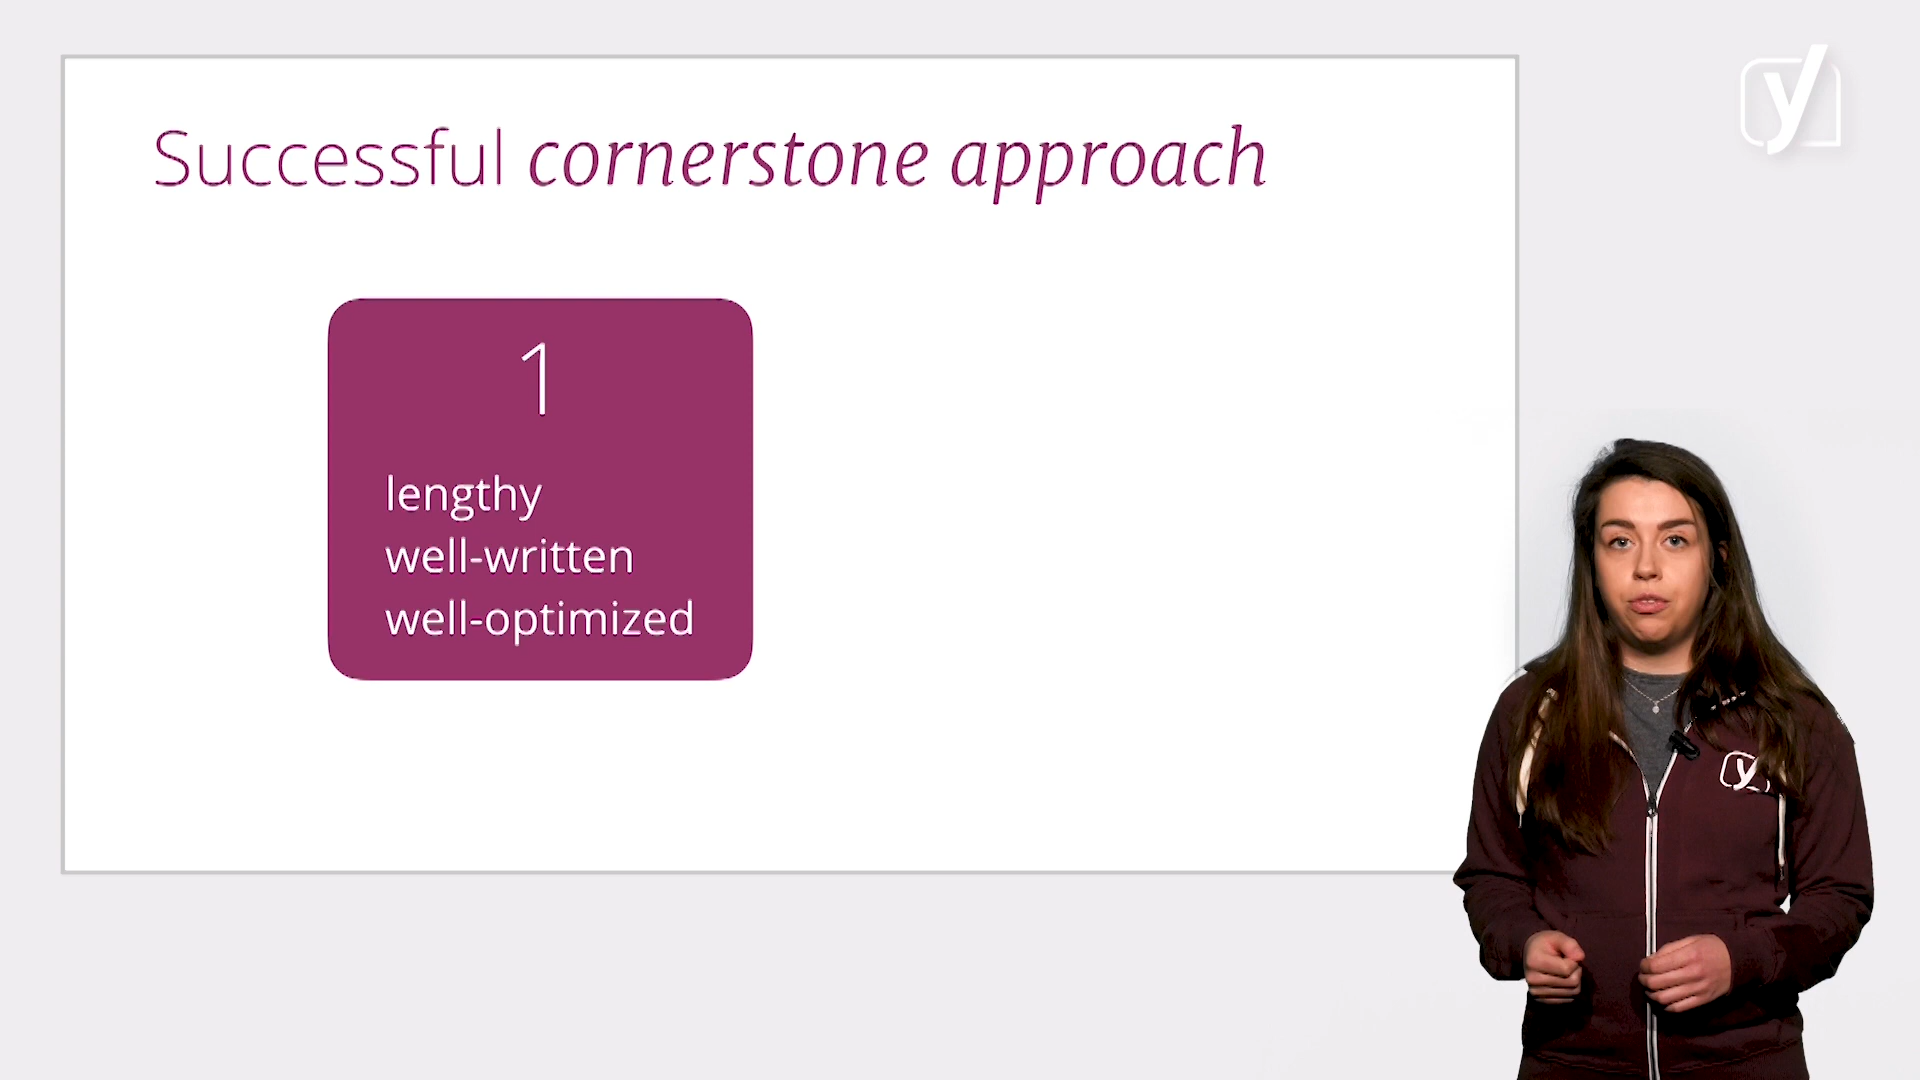 Successful cornerstone approach
1
lengthy
well-written
well-optimized
y
y